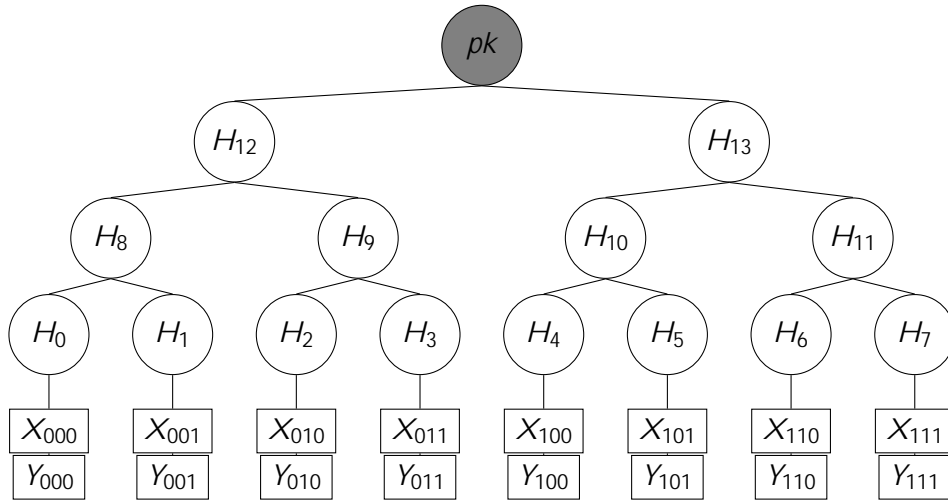 pk
H₁₂ H₁₃
H₈ H₉ H₁₀ H₁₁
H₀ H₁ H₂ H₃ H₄ H₅ H₆ H₇
X₀₀₀ X₀₀₁ X₀₁₀ X₀₁₁ X₁₀₀ X₁₀₁ X₁₁₀ X₁₁₁
Y₀₀₀ Y₀₀₁ Y₀₁₀ Y₀₁₁ Y₁₀₀ Y₁₀₁ Y₁₁₀ Y₁₁₁